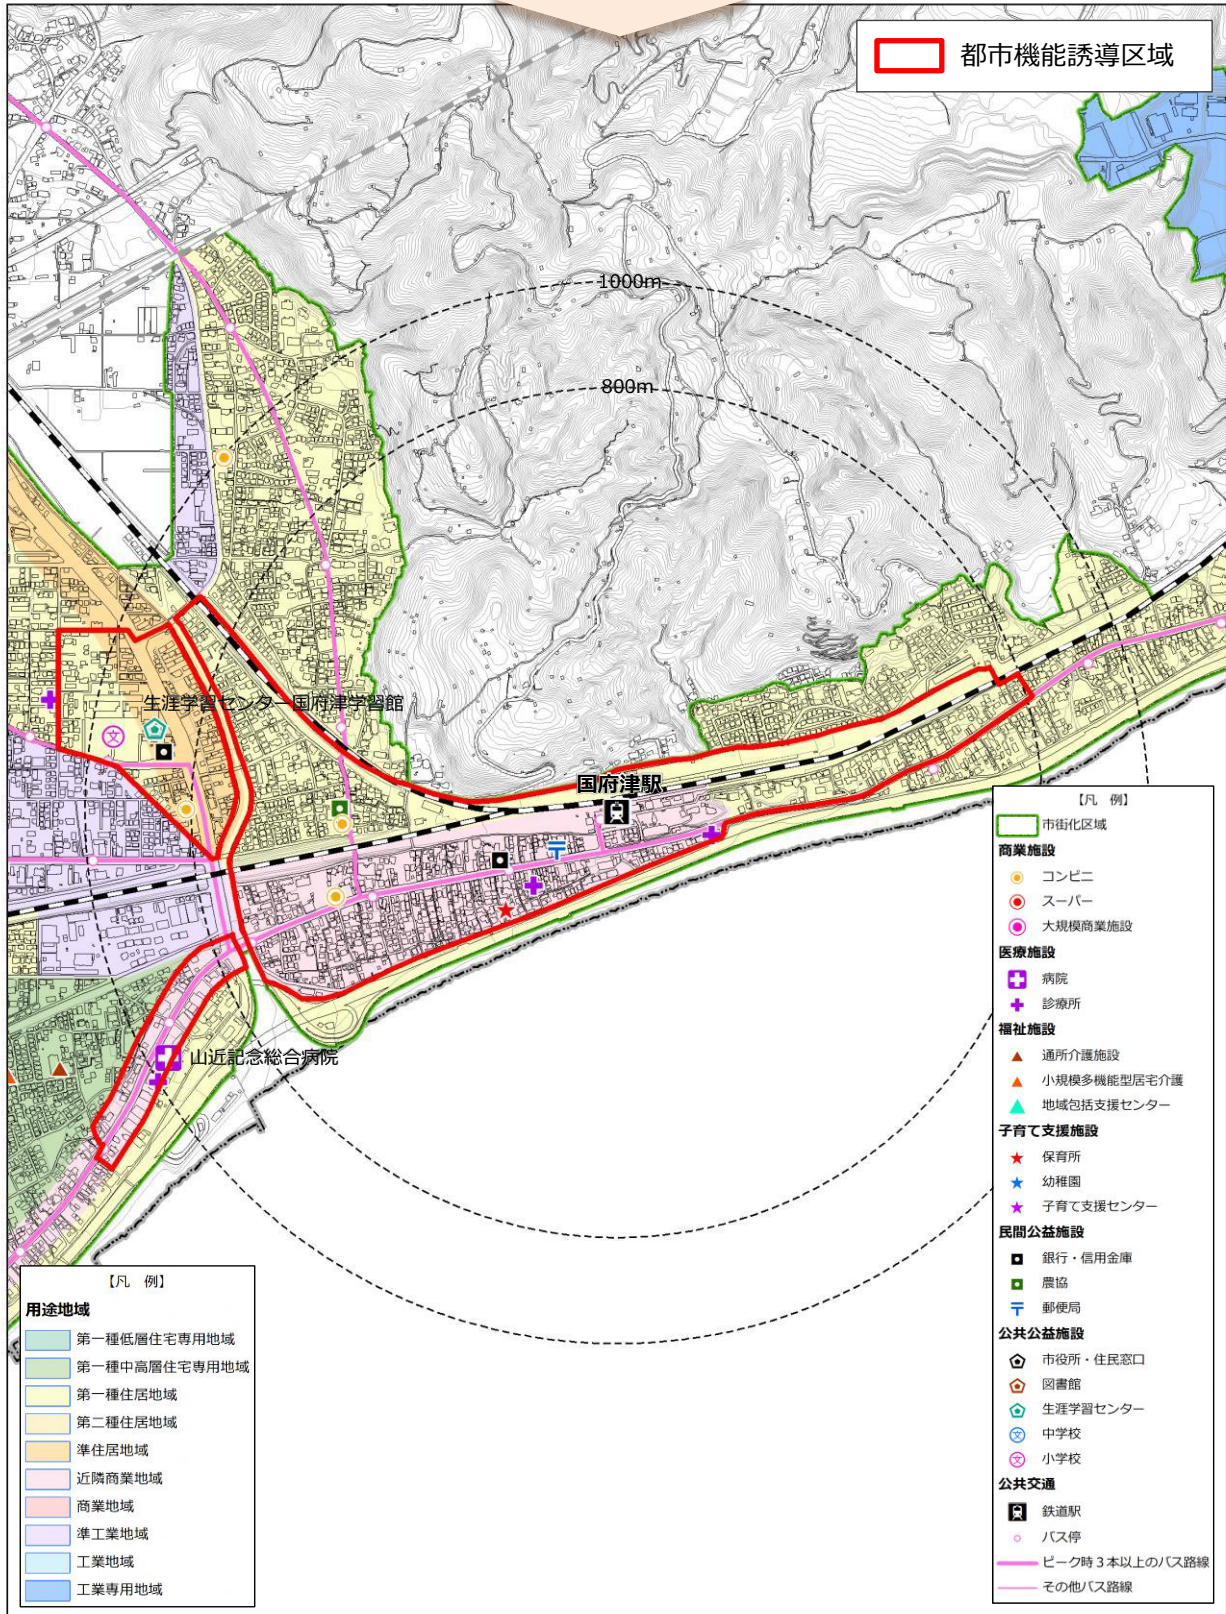 都市機能誘導区域
1000m
800m
生涯学習センター国府津学習館
国府津駅
山近記念総合病院
【凡 例】
市街化区域
商業施設
コンビニ
スーパー
大規模商業施設
医療施設
病院
診療所
福祉施設
通所介護施設
小規模多機能型居宅介護
地域包括支援センター
子育て支援施設
保育所
幼稚園
子育て支援センター
民間公益施設
銀行・信用金庫
農協
郵便局
公共公益施設
市役所・住民窓口
図書館
生涯学習センター
中学校
小学校
公共交通
鉄道駅
バス停
ピーク時３本以上のバス路線
その他バス路線
【凡 例】
用途地域
第一種低層住宅専用地域
第一種中高層住宅専用地域
第一種住居地域
第二種住居地域
準住居地域
近隣商業地域
商業地域
準工業地域
工業地域
工業専用地域